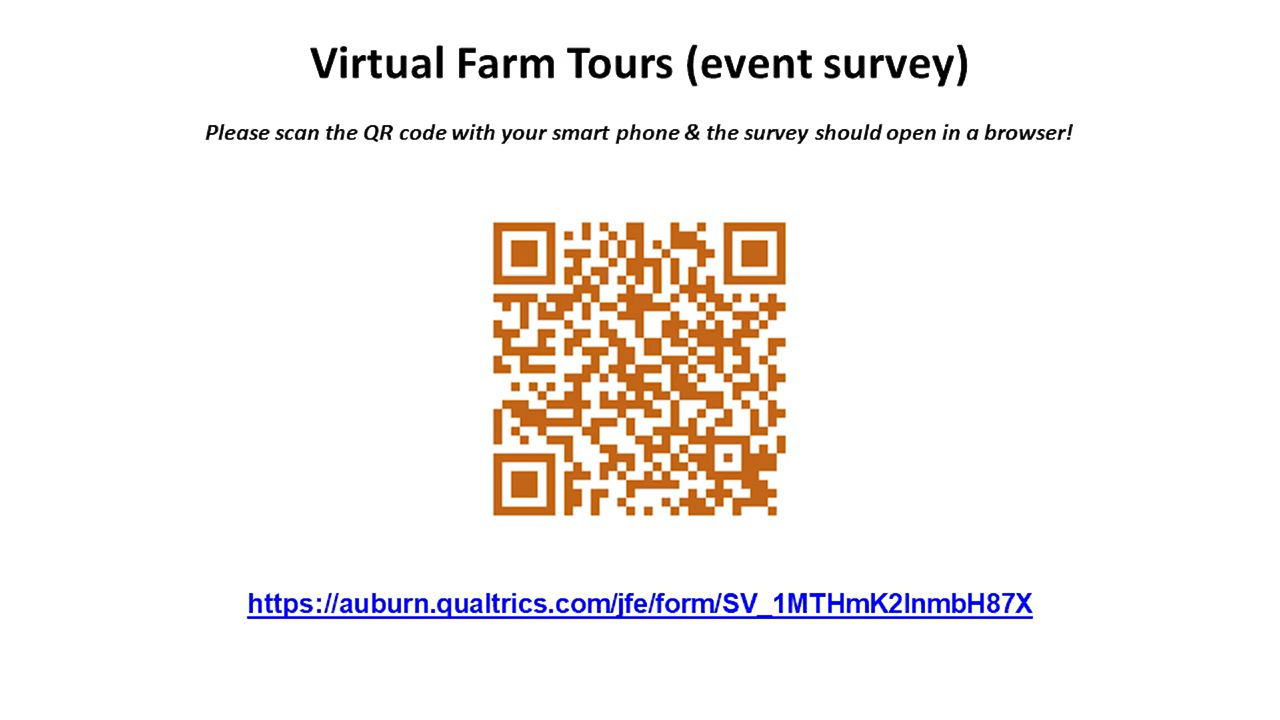 Virtual Farm Tours (event survey)
Please scan the QR code with your smart phone & the survey should open in a browser!
https://auburn.qualtrics.com/jfe/form/SV_1MTHmK2lnmbH87X